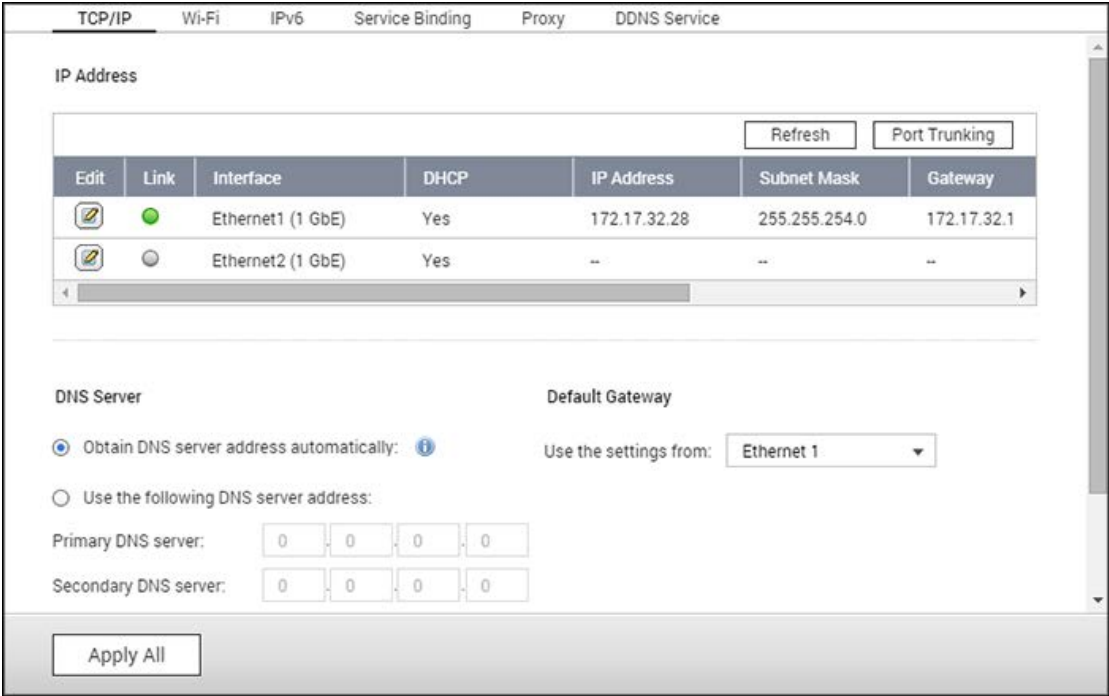 TCP/IP Wi-Fi IPv6 Service Binding Proxy DDNS Service
IP Address
Refresh Port Trunking
Edit Link Interface DHCP IP Address Subnet Mask Gateway
Ethernet1 (1 GbE) Yes 172.17.32.28 255.255.254.0 172.17.32.1
Ethernet2 (1 GbE) Yes -- -- --
DNS Server Default Gateway
Obtain DNS server address automatically: Use the settings from: Ethernet 1
Use the following DNS server address:
Primary DNS server: 0 . 0 . 0 . 0
Secondary DNS server: 0 . 0 . 0 . 0
Apply All